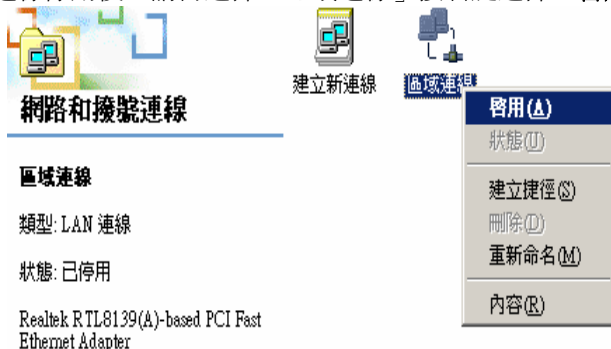 建立新連線
區域連線
網路和撥號連線
區域連線
類型: LAN 連線
狀態: 已停用
Realtek RTL8139(A)-based PCI Fast
Ethernet Adapter
啓用(A)
狀態(U)
建立捷徑(S)
刪除(D)
重新命名(M)
內容(R)